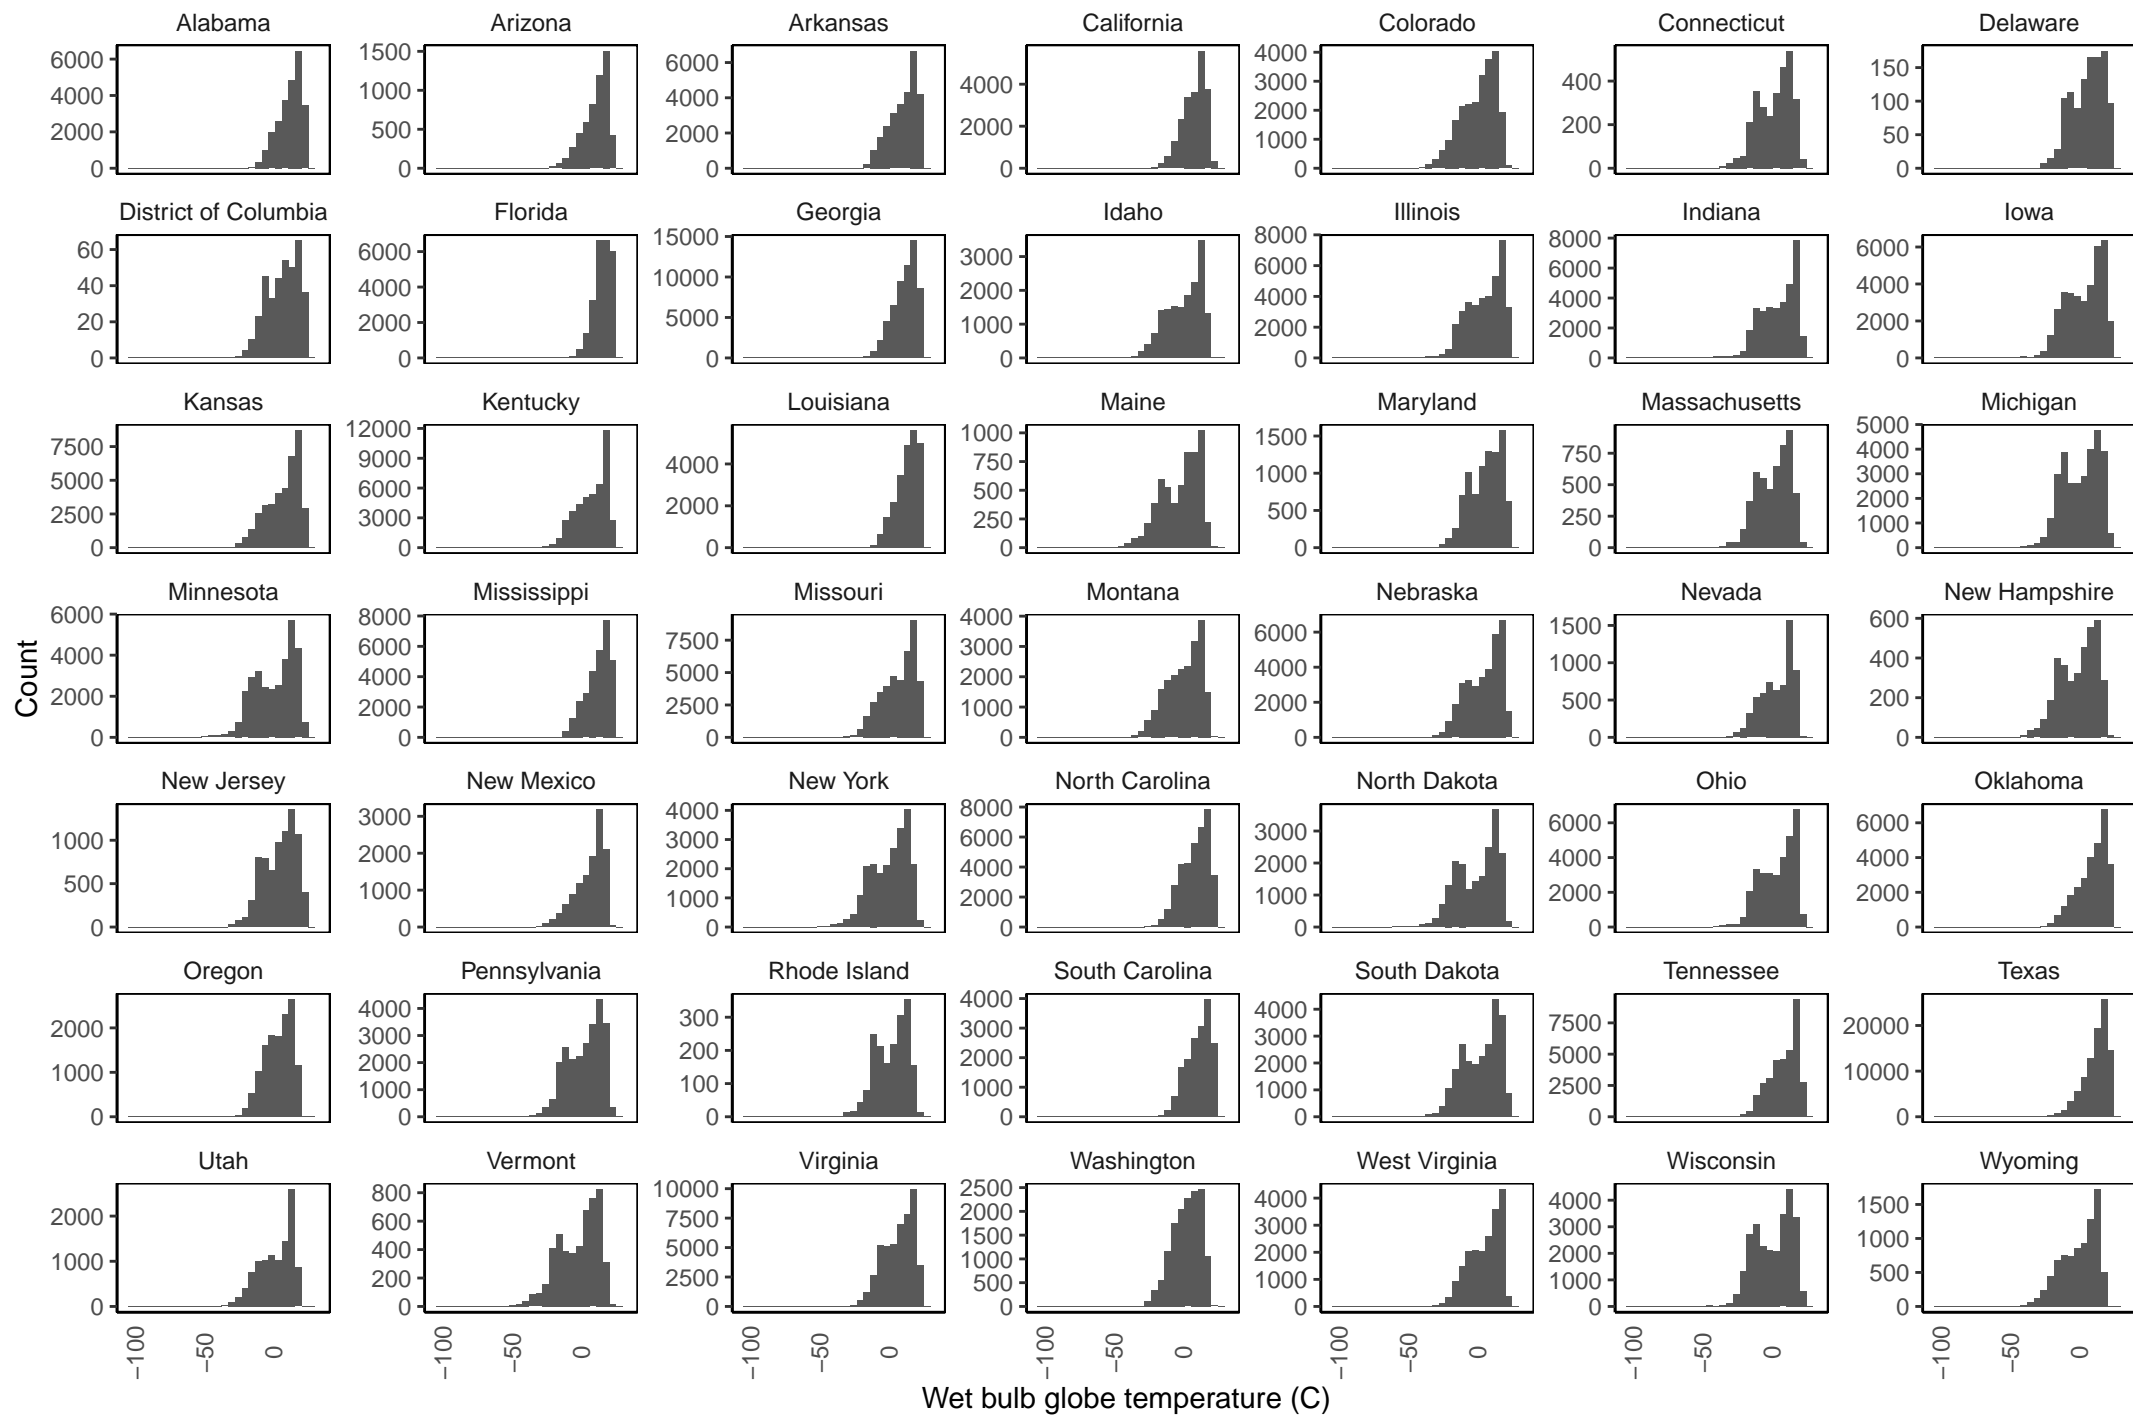 Alabama Arizona Arkansas California Colorado Connecticut Delaware
6000 4000 2000 0
1500 1000 500 0
6000 4000 2000 0
4000 2000 0
4000 3000 2000 1000 0
400 200 0
150 100 50 0
District of Columbia Florida Georgia Idaho Illinois Indiana Iowa
60 40 20 0
6000 4000 2000 0
15000 10000 5000 0
3000 2000 1000 0
8000 6000 4000 2000 0
8000 6000 4000 2000 0
6000 4000 2000 0
Kansas Kentucky Louisiana Maine Maryland Massachusetts Michigan
7500 5000 2500 0
12000 9000 6000 3000 0
4000 2000 0
1000 750 500 250 0
1500 1000 500 0
750 500 250 0
5000 4000 3000 2000 1000 0
Minnesota Mississippi Missouri Montana Nebraska Nevada New Hampshire
6000 4000 2000 0
8000 6000 4000 2000 0
7500 5000 2500 0
4000 3000 2000 1000 0
6000 4000 2000 0
1500 1000 500 0
600 400 200 0
Count
New Jersey New Mexico New York North Carolina North Dakota Ohio Oklahoma
1000 500 0
3000 2000 1000 0
4000 3000 2000 1000 0
8000 6000 4000 2000 0
3000 2000 1000 0
6000 4000 2000 0
6000 4000 2000 0
Oregon Pennsylvania Rhode Island South Carolina South Dakota Tennessee Texas
2000 1000 0
4000 3000 2000 1000 0
300 200 100 0
4000 3000 2000 1000 0
4000 3000 2000 1000 0
7500 5000 2500 0
20000 10000 0
Utah Vermont Virginia Washington West Virginia Wisconsin Wyoming
2000 1000 0
800 600 400 200 0
10000 7500 5000 2500 0
2500 2000 1500 1000 500 0
4000 3000 2000 1000 0
4000 3000 2000 1000 0
1500 1000 500 0
−100 −50 0 −100 −50 0 −100 −50 0 −100 −50 0 −100 −50 0 −100 −50 0 −100 −50 0
Wet bulb globe temperature (C)